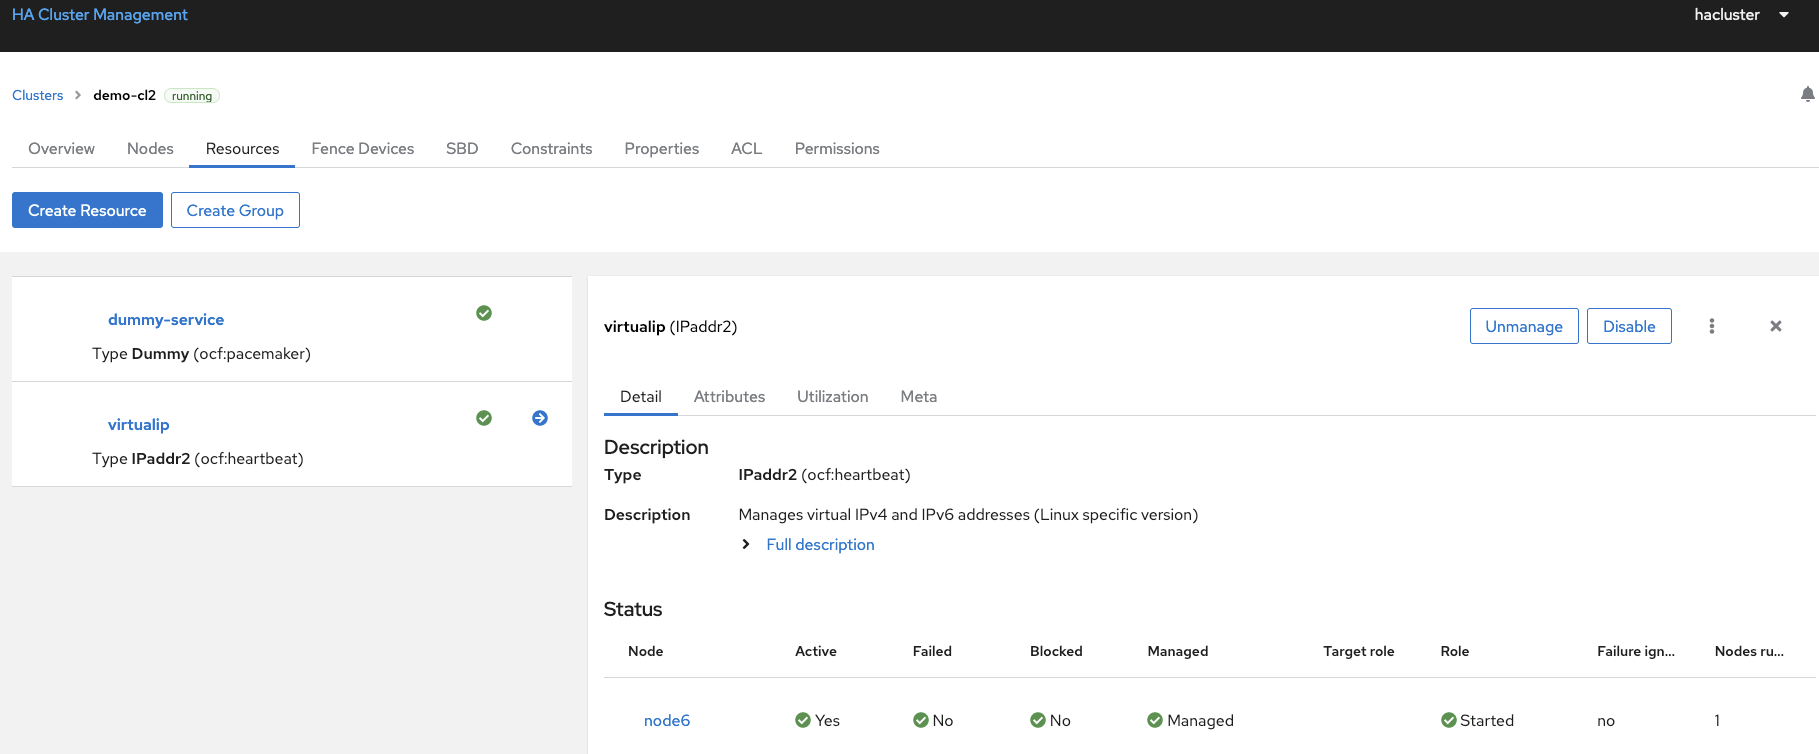 HA Cluster Management
hacluster
Clusters
demo-cl2
running
Overview Nodes Resources Fence Devices SBD Constraints Properties ACL Permissions
Create Resource Create Group
dummy-service
Type Dummy (ocf:pacemaker)
virtualip
Type IPaddr2 (ocf:heartbeat)
virtualip (IPaddr2)
Unmanage Disable
Detail Attributes Utilization Meta
Description
Type IPaddr2 (ocf:heartbeat)
Description Manages virtual IPv4 and IPv6 addresses (Linux specific version)
Full description
Status
Node Active Failed Blocked Managed Target role Role Failure ign... Nodes ru...
node6 Yes No No Managed Started no 1